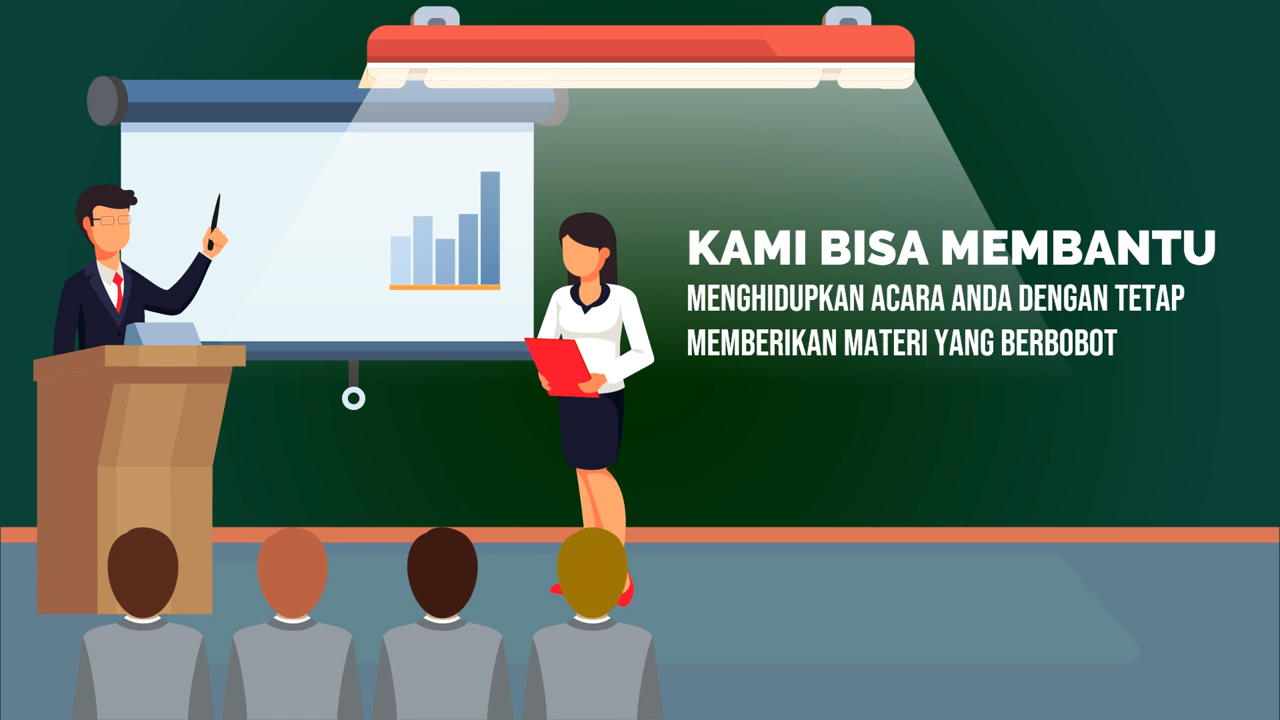 KAMI BISA MEMBANTU
MENGHIDUPKAN ACARA ANDA DENGAN TETAP
MEMBERIKAN MATERI YANG BERBOBOT